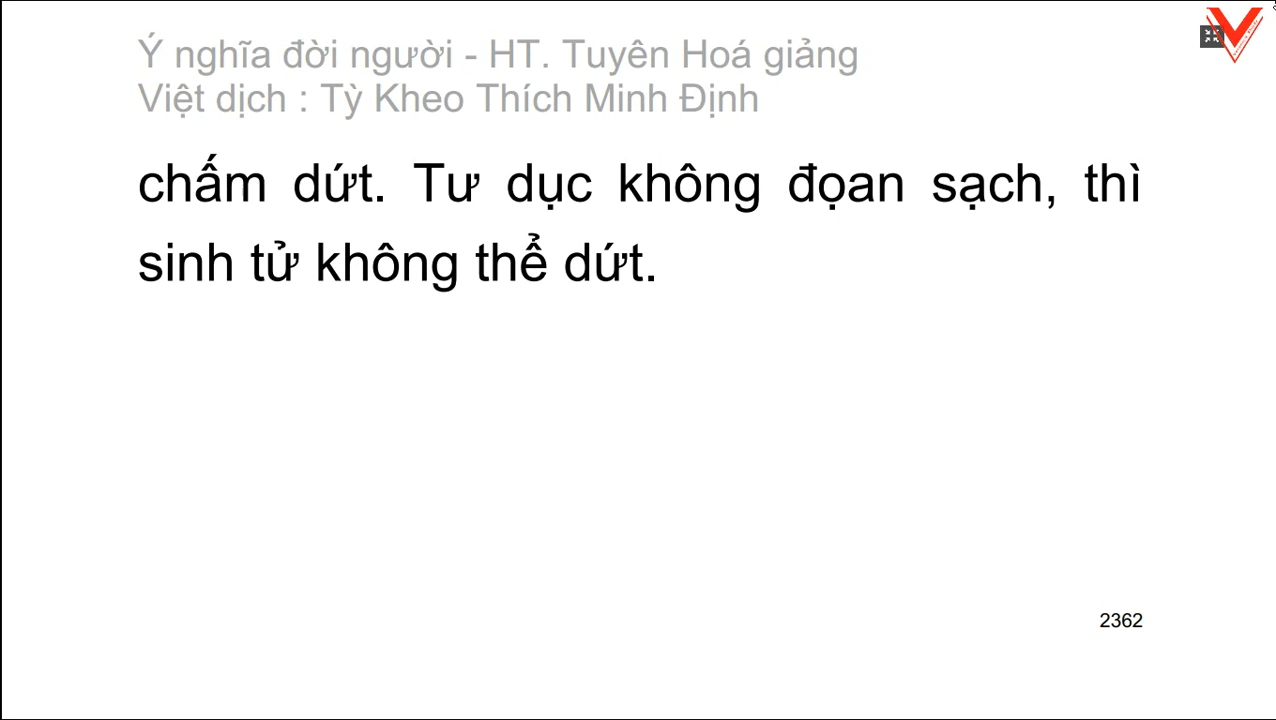 Ý nghĩa đời người - HT. Tuyên Hoá giảng
Việt dịch : Tỳ Kheo Thích Minh Định
chấm dứt. Tư dục không đọan sạch, thì
sinh tử không thể dứt.
2362